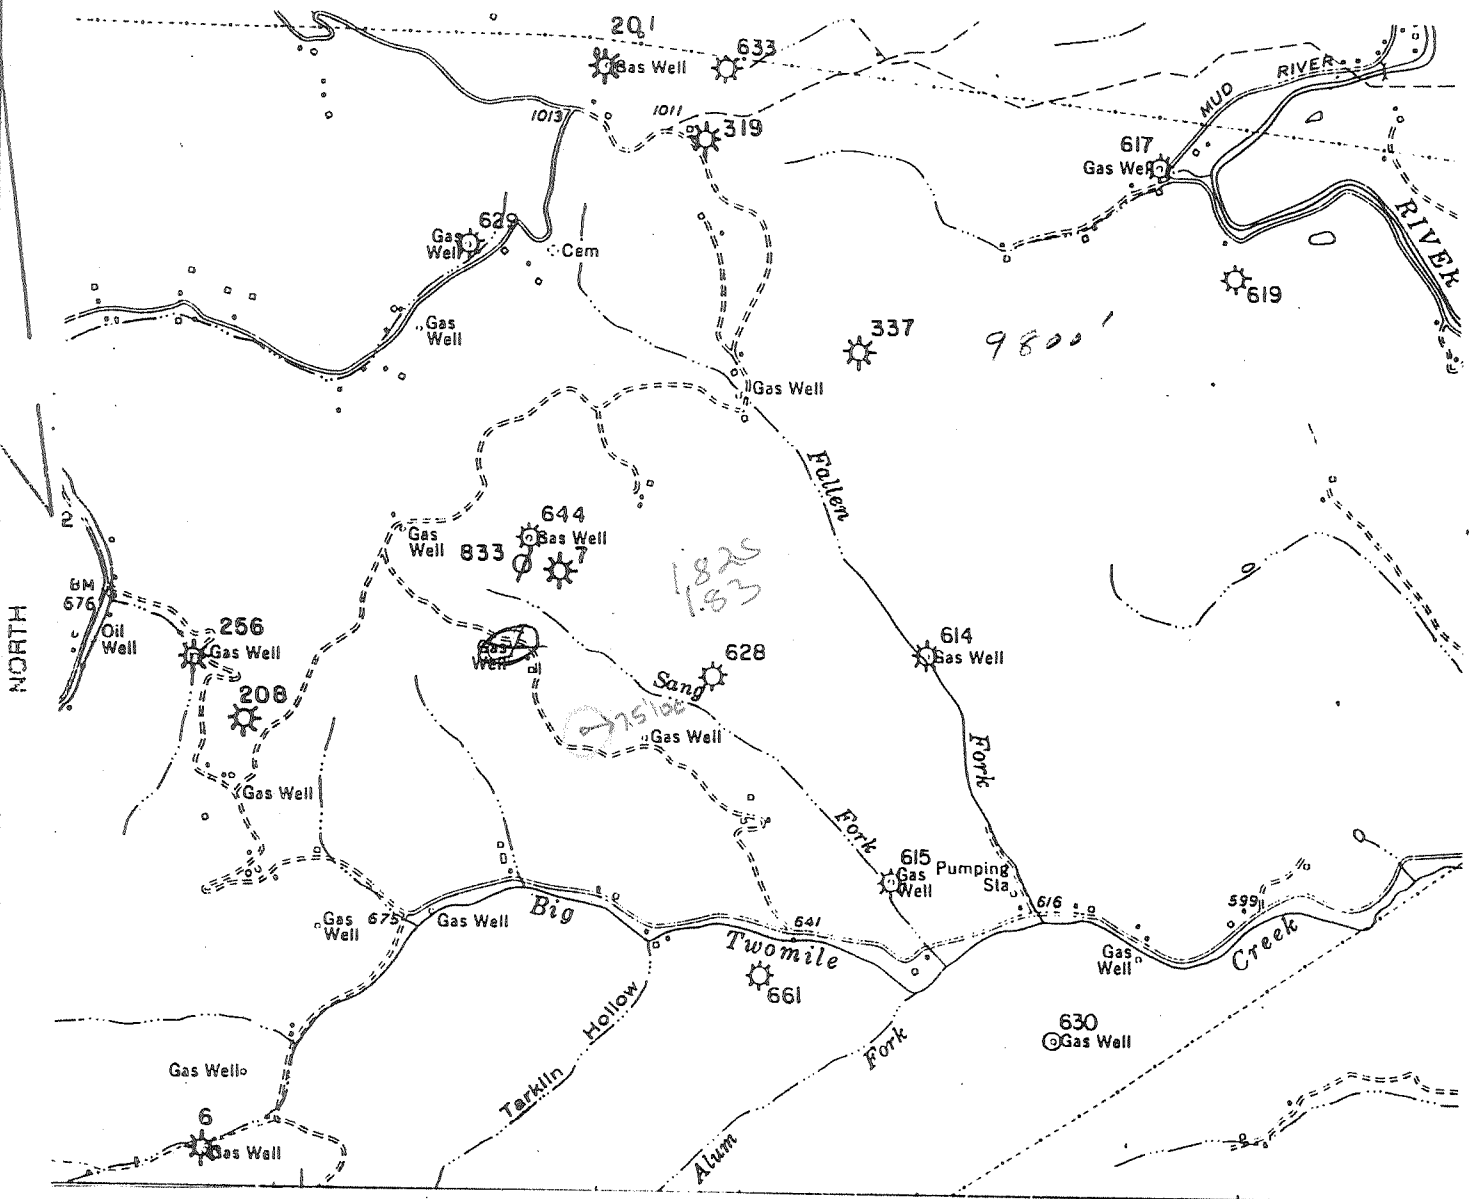 201
Gas Well
633
1013
1011
319
MUD RIVER
617
Gas Well
629
Gas
Well
Cem
RIVER
619
Gas
Well
337
9800'
Gas Well
Fallen
2
644
Gas Well
Gas
Well
833
7
1.825
1.83
BM
676
Oil
Well
256
Gas Well
614
Gas Well
Gas
Well
628
Sang
NORTH
208
Gas Well
Fork
Gas Well
Fork
615
Gas
Well
Pumping
Sta
675
Gas Well
Big
641
616
599
Gas
Well
Twomile
Gas
Well
Creek
661
Hollow
630
Gas Well
Fork
Gas Well
Tarklin
6
Gas Well
Alum